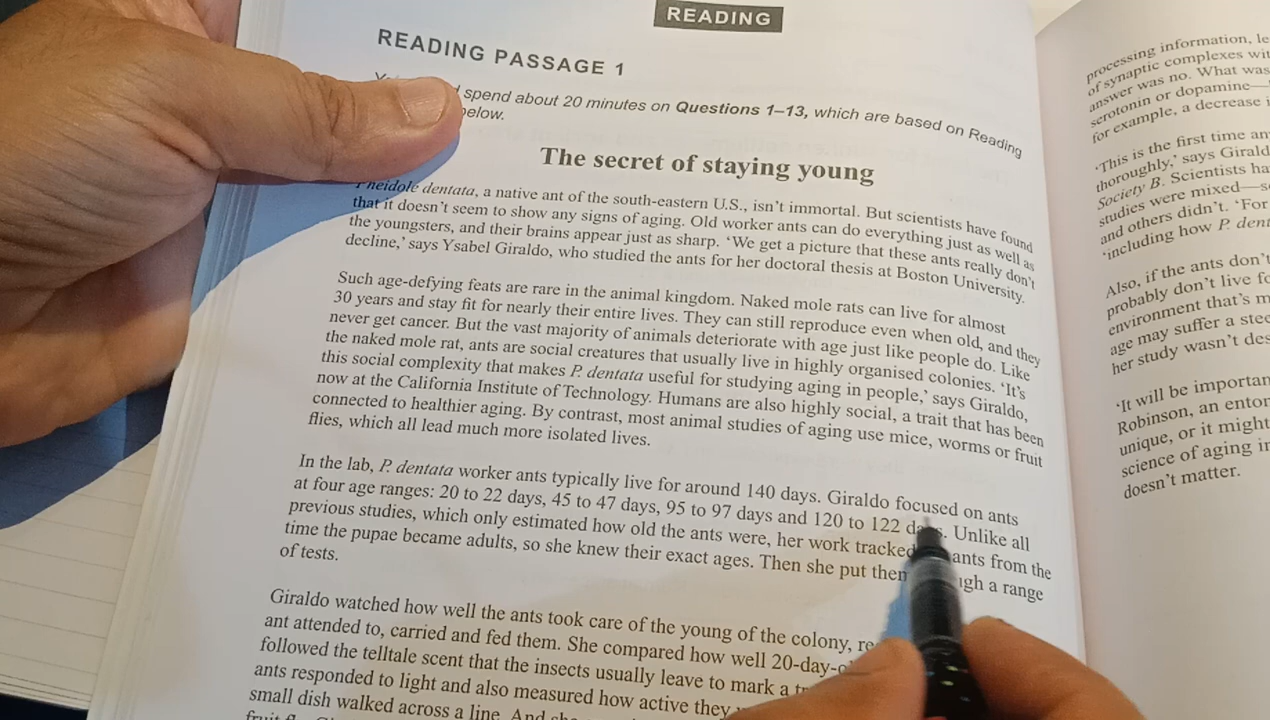 READING
READING PASSAGE 1
spend about 20 minutes on Questions 1–13, which are based on Reading
below.
The secret of staying young
Pheidole dentata, a native ant of the south-eastern U.S., isn't immortal. But scientists have found
that it doesn't seem to show any signs of aging. Old worker ants can do everything just as well as
the youngsters, and their brains appear just as sharp. 'We get a picture that these ants really don't
decline,' says Ysabel Giraldo, who studied the ants for her doctoral thesis at Boston University.
Such age-defying feats are rare in the animal kingdom. Naked mole rats can live for almost
30 years and stay fit for nearly their entire lives. They can still reproduce even when old, and they
never get cancer. But the vast majority of animals deteriorate with age just like people do. Like
the naked mole rat, ants are social creatures that usually live in highly organised colonies. 'It's
this social complexity that makes P. dentata useful for studying aging in people,' says Giraldo,
now at the California Institute of Technology. Humans are also highly social, a trait that has been
connected to healthier aging. By contrast, most animal studies of aging use mice, worms or fruit
flies, which all lead much more isolated lives.
In the lab, P. dentata worker ants typically live for around 140 days. Giraldo focused on ants
at four age ranges: 20 to 22 days, 45 to 47 days, 95 to 97 days and 120 to 122 days. Unlike all
previous studies, which only estimated how old the ants were, her work tracked ants from the
time the pupae became adults, so she knew their exact ages. Then she put a range
of tests.
Giraldo watched how well the ants took care of the young of the colony,
ant attended to, carried and fed them. She compared how well
followed the telltale scent that the insects usually leave to mark a
ants responded to light and also measured how active they
small dish walked across a line. And
processing information,
of synaptic complexes
answer was no. What was
serotonin or dopamine—
for example, a decrease
'This is the first time
thoroughly,' says
Society B. Scientists
studies were mixed—
and others didn't. 'For
'including how P.
Also, if the ants don't
probably don't live
environment that's
age may suffer a
her study wasn't
'It will be
Robinson, an
unique, or it might
science of aging
doesn't matter.